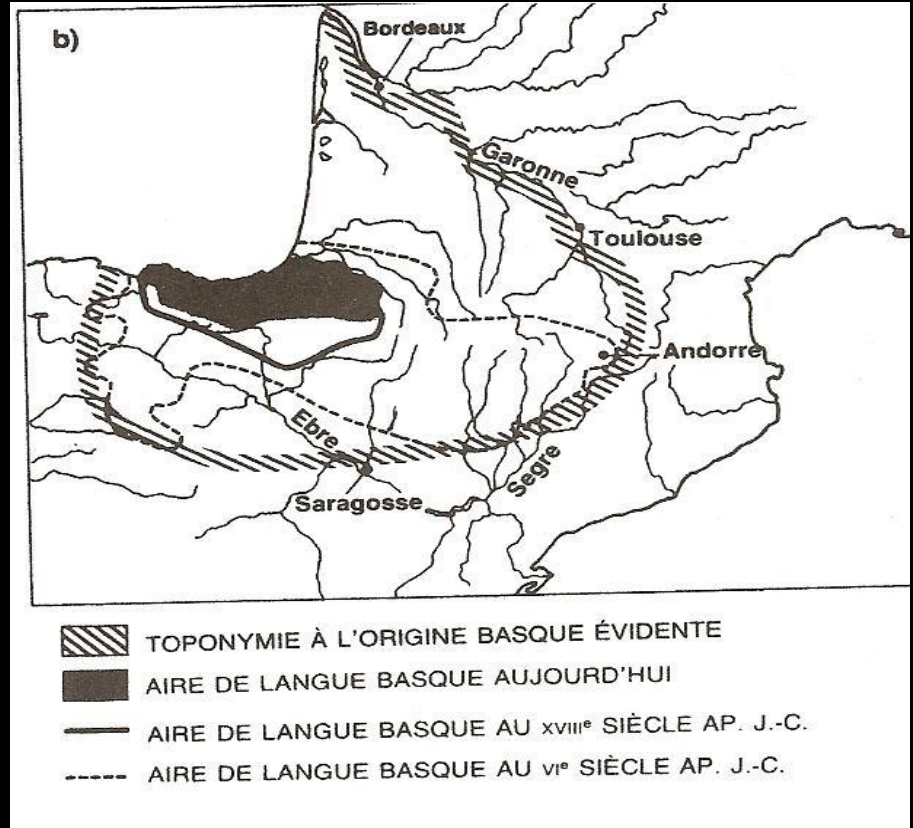 b)
Bordeaux
Garonne
Toulouse
Andorre
Ebre
Segre
Saragosse
TOPONYMIE À L'ORIGINE BASQUE ÉVIDENTE
AIRE DE LANGUE BASQUE AUJOURD'HUI
AIRE DE LANGUE BASQUE AU XVIIIe SIÈCLE AP. J.-C.
AIRE DE LANGUE BASQUE AU VIe SIÈCLE AP. J.-C.